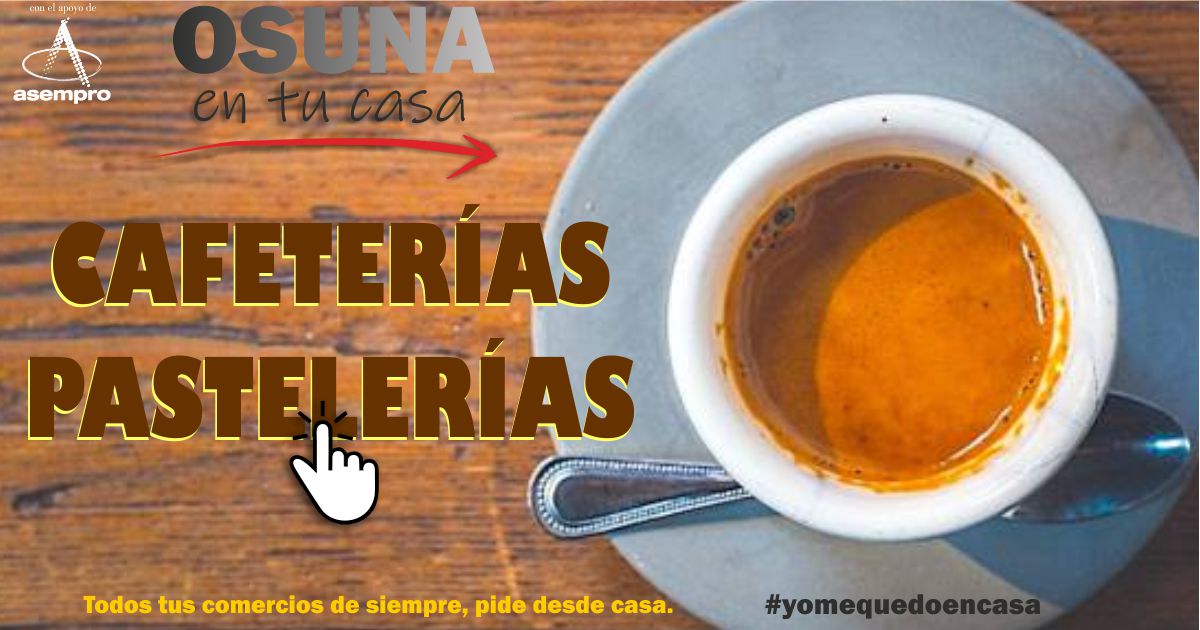 con el apoyo de
asempro
OSUNA
en tu casa
CAFETERÍAS
PASTELERÍAS
Todos tus comercios de siempre, pide desde casa.
#yomequedoencasa